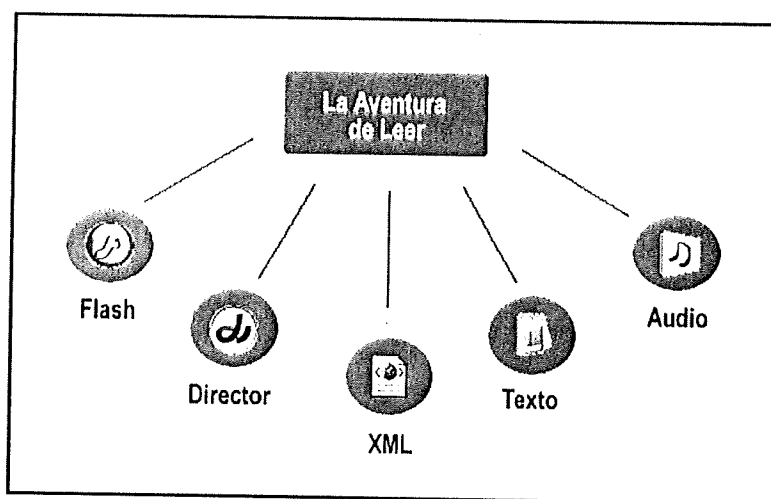 La Aventura
de Leer
Flash
Director
XML
Texto
Audio